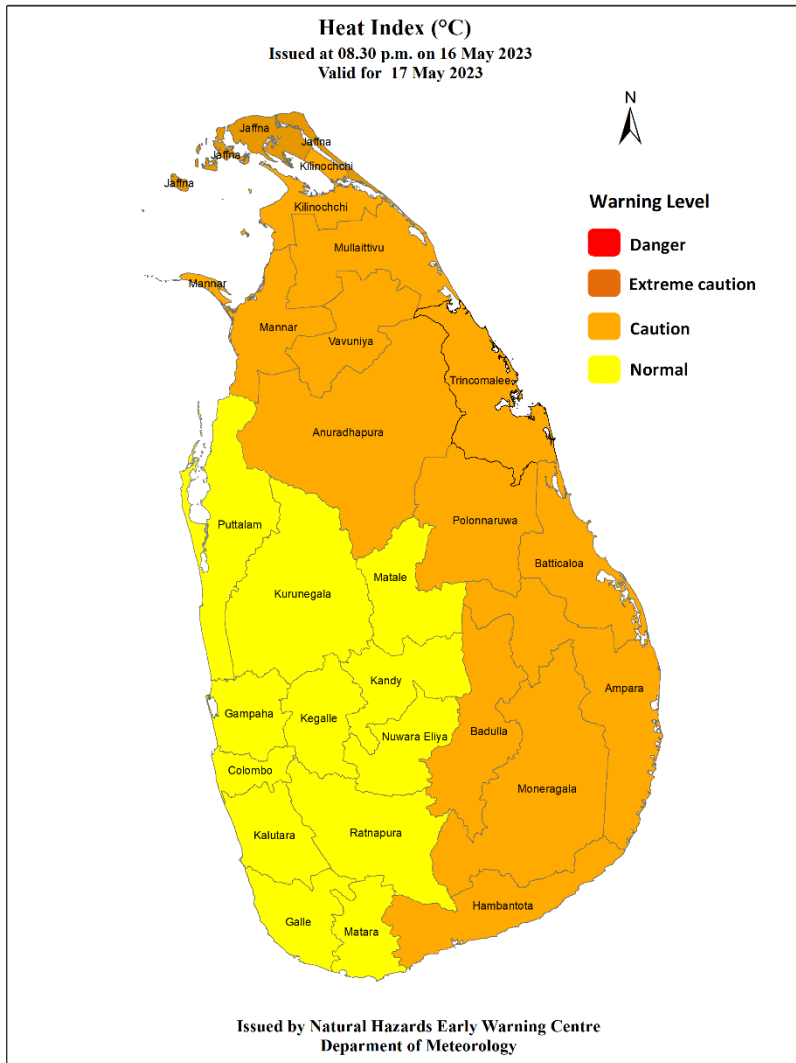 Heat Index (°C)
Issued at 08.30 p.m. on 16 May 2023
Valid for 17 May 2023
N
Jaffna
Jaffna
Jaffna
Kilinochchi
Jaffna
Kilinochchi
Mullaittivu
Mannar
Mannar
Vavuniya
Trincomalee
Anuradhapura
Puttalam
Polonnaruwa
Batticaloa
Matale
Kurunegala
Kandy
Ampara
Gampaha
Kegalle
Nuwara Eliya
Badulla
Colombo
Moneragala
Kalutara
Ratnapura
Hambantota
Galle
Matara
Warning Level
Danger
Extreme caution
Caution
Normal
Issued by Natural Hazards Early Warning Centre
Deparment of Meteorology